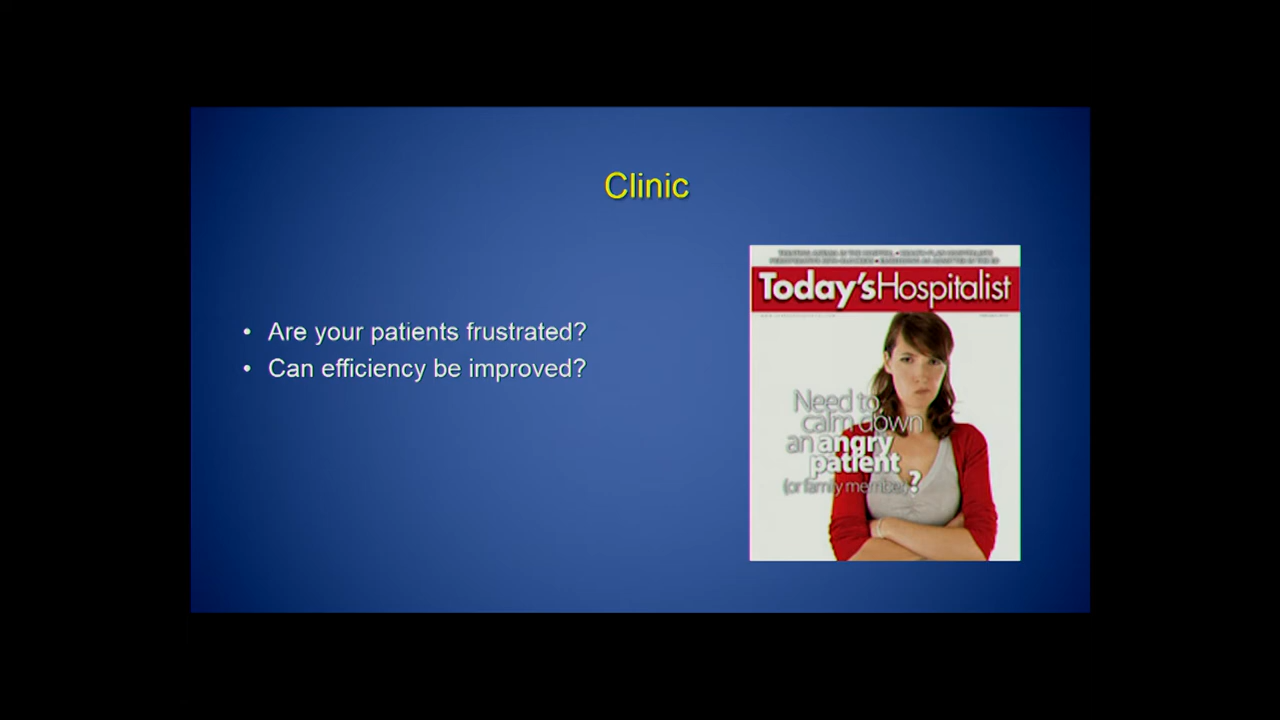 Clinic
• Are your patients frustrated?
• Can efficiency be improved?
Today'sHospitalist
Need to
calm down
an angry
patient
(or family member)?